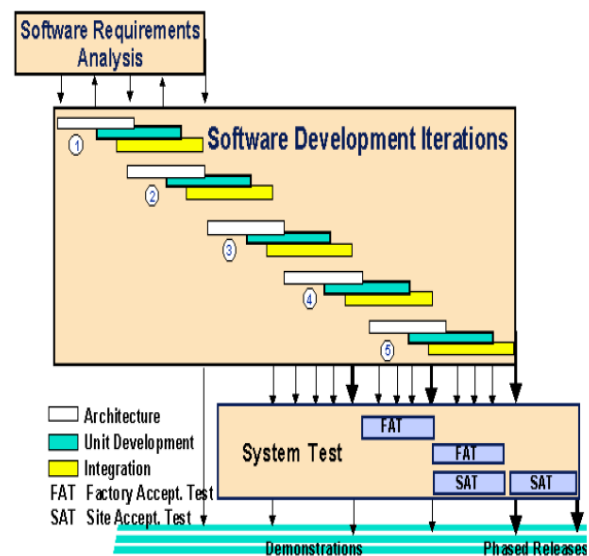 Software Requirements
Analysis
Software Development Iterations
1
2
3
4
5
Architecture
Unit Development
Integration
FAT Factory Accept. Test
SAT Site Accept. Test
System Test
FAT
FAT
SAT
SAT
Demonstrations
Phased Releases